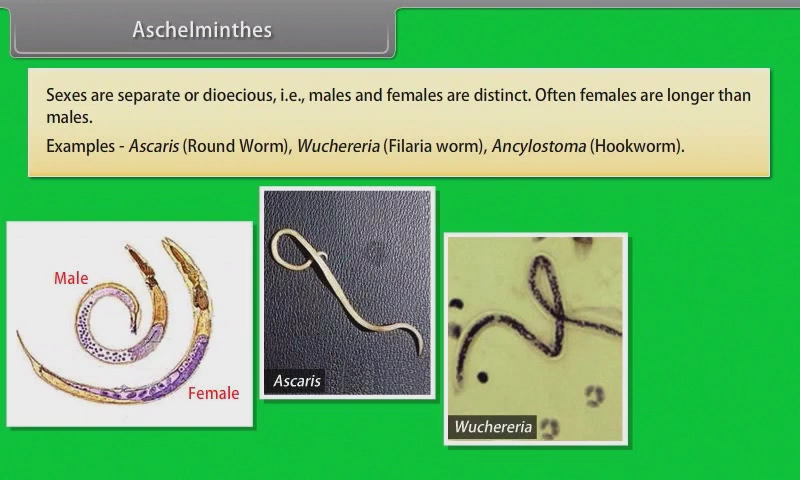 Aschelminthes
Sexes are separate or dioecious, i.e., males and females are distinct. Often females are longer than
males.
Examples - Ascaris (Round Worm), Wuchereria (Filaria worm), Ancylostoma (Hookworm).
Male
Female
Ascaris
Wuchereria